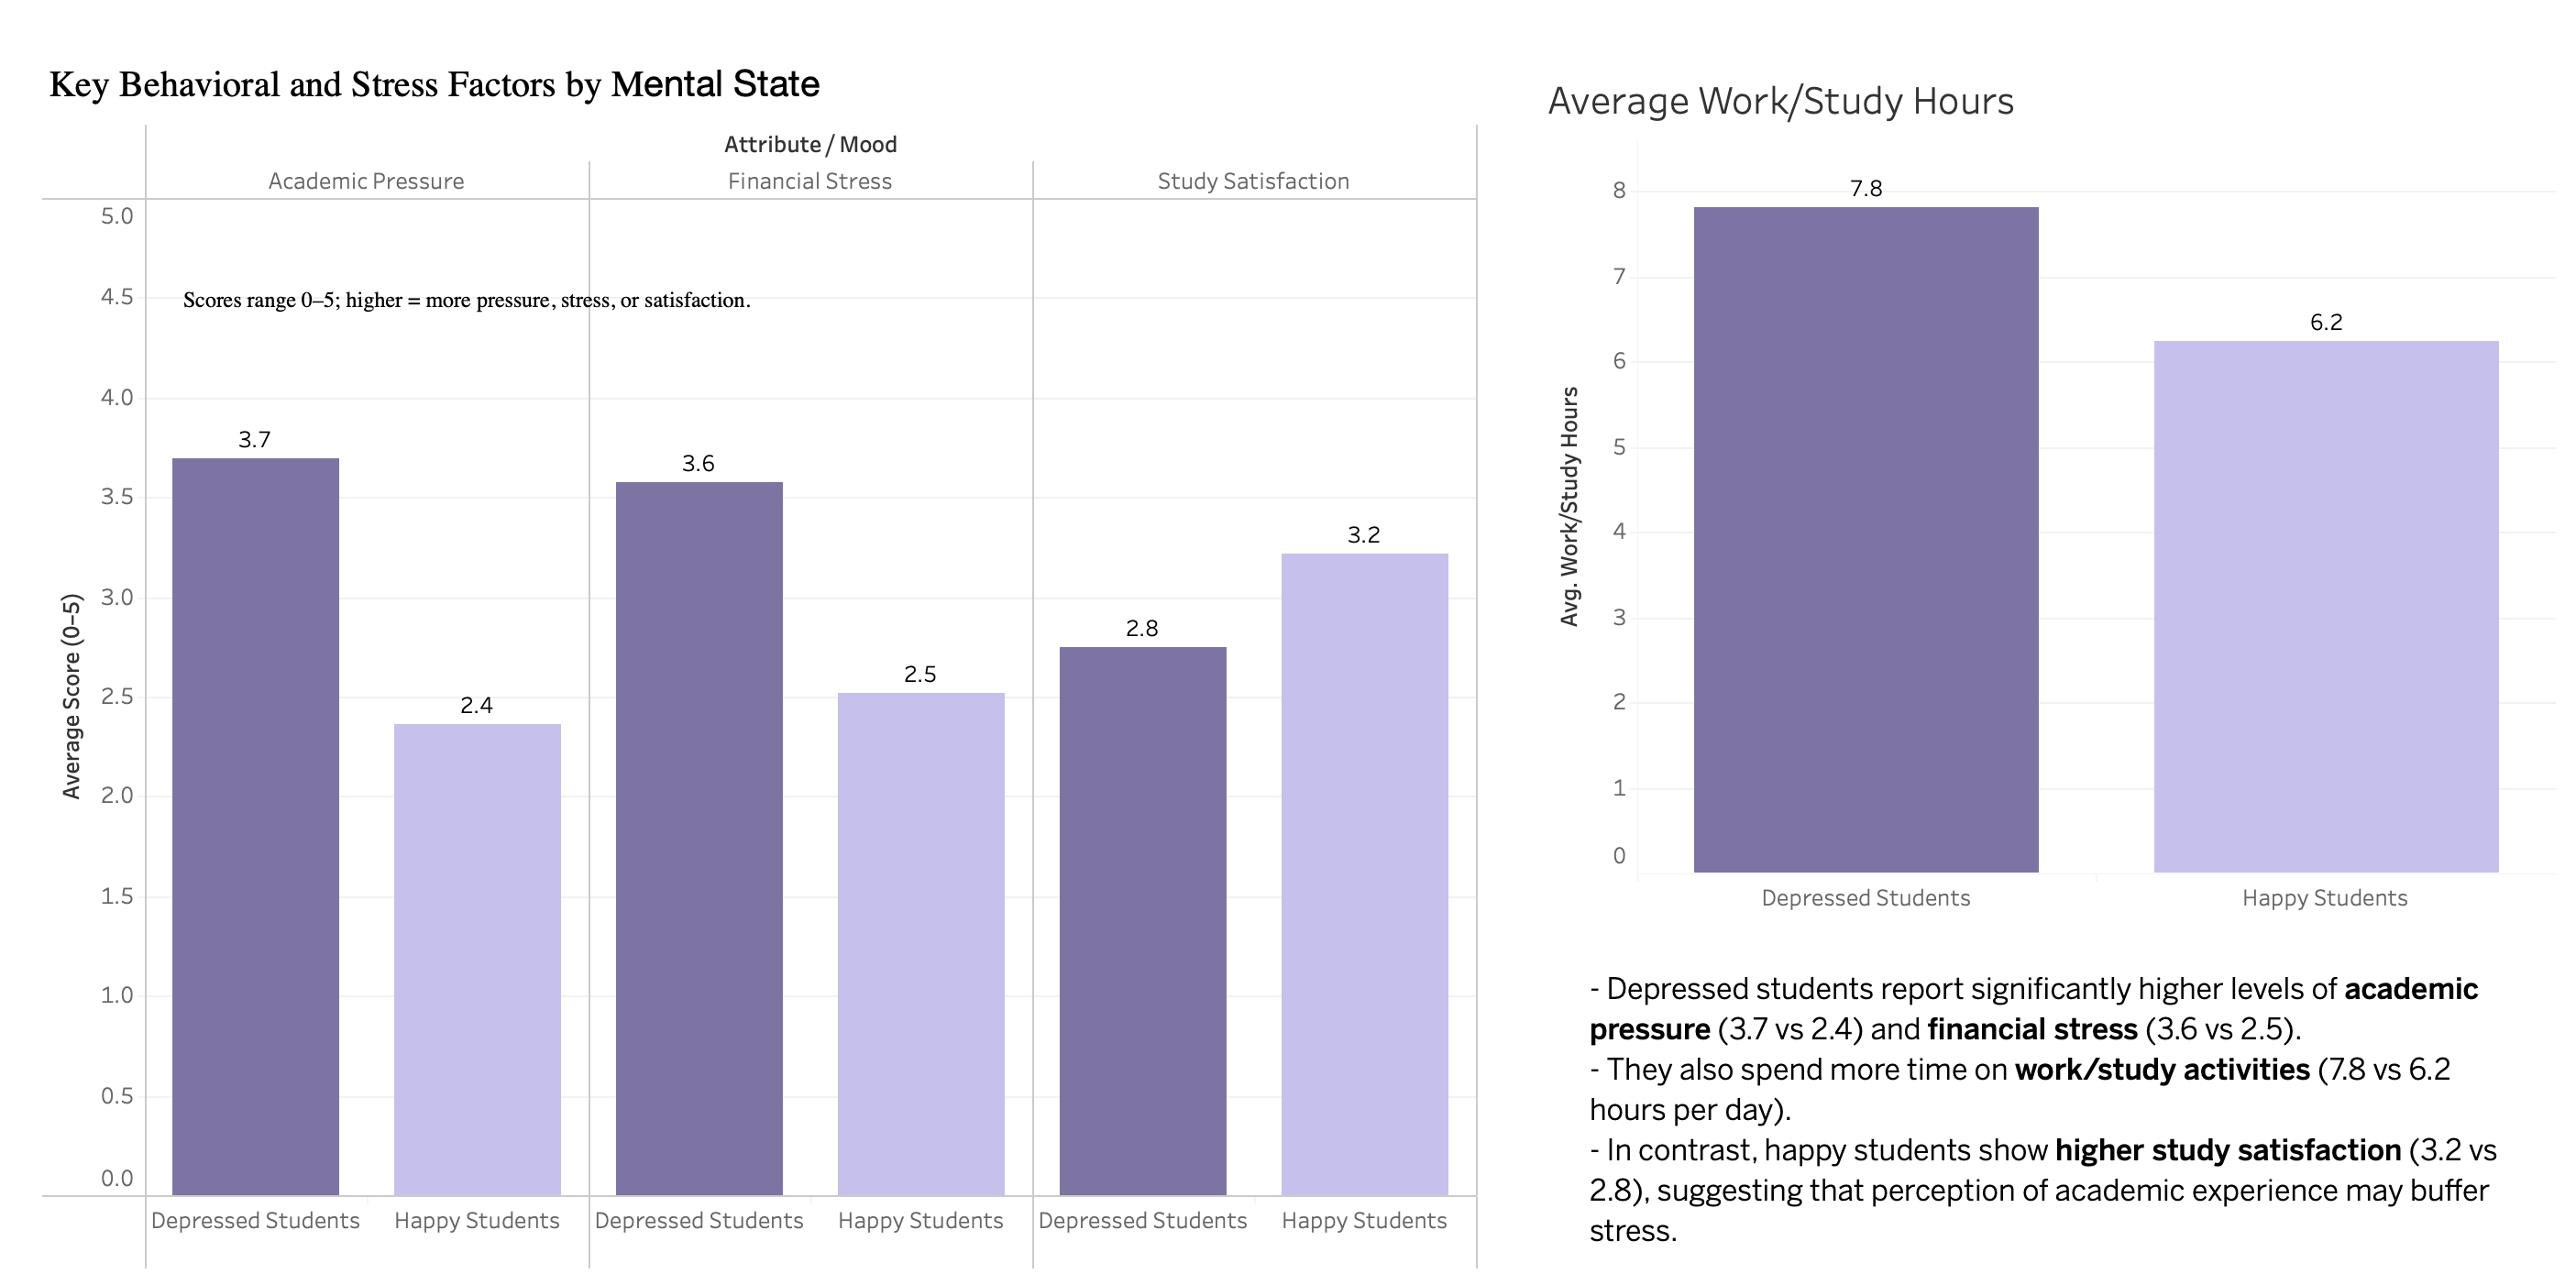 Key Behavioral and Stress Factors by Mental State
Attribute / Mood
Academic Pressure
Financial Stress
Study Satisfaction
Average Score (0–5)
5.0
4.5
4.0
3.5
3.0
2.5
2.0
1.5
1.0
0.5
0.0
Scores range 0–5; higher = more pressure, stress, or satisfaction.
3.7
2.4
3.6
2.5
2.8
3.2
Depressed Students
Happy Students
Depressed Students
Happy Students
Depressed Students
Happy Students
Average Work/Study Hours
Avg. Work/Study Hours
8
7
6
5
4
3
2
1
0
7.8
6.2
Depressed Students
Happy Students
- Depressed students report significantly higher levels of academic
pressure (3.7 vs 2.4) and financial stress (3.6 vs 2.5).
- They also spend more time on work/study activities (7.8 vs 6.2
hours per day).
- In contrast, happy students show higher study satisfaction (3.2 vs
2.8), suggesting that perception of academic experience may buffer
stress.